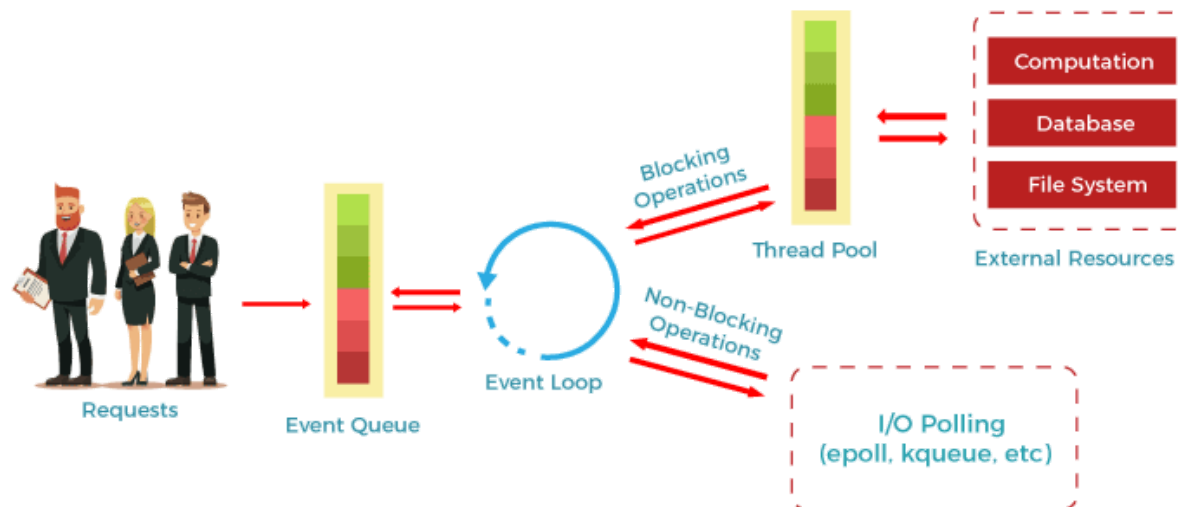 Computation
Database
File System
External Resources
Thread Pool
Blocking
Operations
Non-Blocking
Operations
Event Loop
Event Queue
Requests
I/O Polling
(epoll, kqueue, etc)